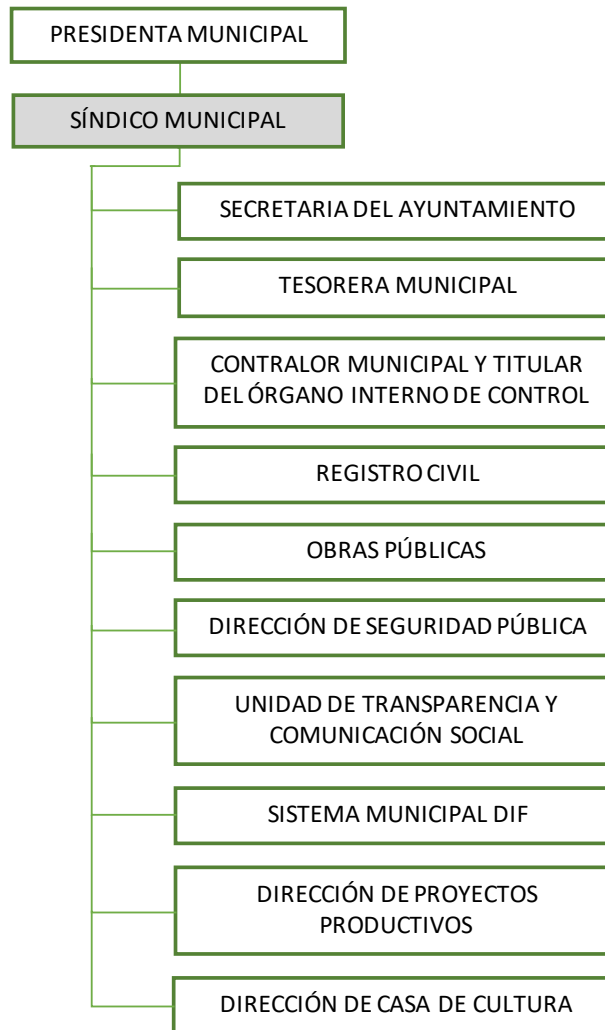 PRESIDENTA MUNICIPAL
SÍNDICO MUNICIPAL
SECRETARIA DEL AYUNTAMIENTO
TESORERA MUNICIPAL
CONTRALOR MUNICIPAL Y TITULAR
DEL ÓRGANO INTERNO DE CONTROL
REGISTRO CIVIL
OBRAS PÚBLICAS
DIRECCIÓN DE SEGURIDAD PÚBLICA
UNIDAD DE TRANSPARENCIA Y
COMUNICACIÓN SOCIAL
SISTEMA MUNICIPAL DIF
DIRECCIÓN DE PROYECTOS
PRODUCTIVOS
DIRECCIÓN DE CASA DE CULTURA